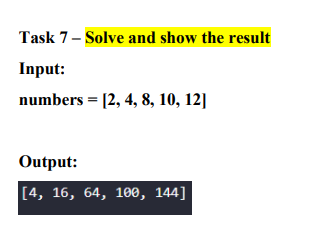 Task 7 – Solve and show the result
Input:
numbers = [2, 4, 8, 10, 12]
Output:
[4, 16, 64, 100, 144]